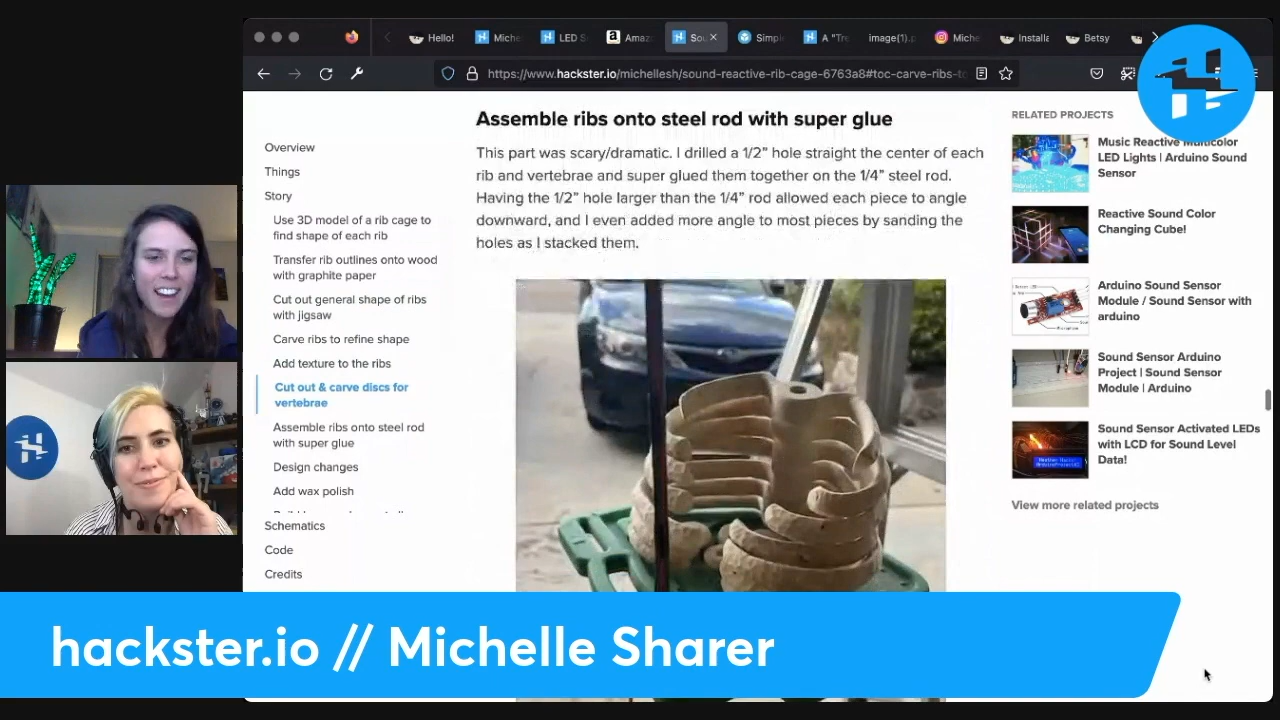 Hello!
Miche
LED S
Amaz
Sou
Simpl
A "Tre
image(1).p
Miche
Installa
Betsy
https://www.hackster.io/michellesh/sound-reactive-rib-cage-6763a8#toc-carve-ribs-to
Overview
Things
Story
Use 3D model of a rib cage to
find shape of each rib
Transfer rib outlines onto wood
with graphite paper
Cut out general shape of ribs
with jigsaw
Carve ribs to refine shape
Add texture to the ribs
Cut out & carve discs for
vertebrae
Assemble ribs onto steel rod
with super glue
Design changes
Add wax polish
Schematics
Code
Credits
Assemble ribs onto steel rod with super glue
This part was scary/dramatic. I drilled a 1/2” hole straight the center of each
rib and vertebrae and super glued them together on the 1/4” steel rod.
Having the 1/2” hole larger than the 1/4” rod allowed each piece to angle
downward, and I even added more angle to most pieces by sanding the
holes as I stacked them.
RELATED PROJECTS
Music Reactive Multicolor
LED Lights | Arduino Sound
Sensor
Reactive Sound Color
Changing Cube!
Arduino Sound Sensor
Module / Sound Sensor with
arduino
Sound Sensor Arduino
Project | Sound Sensor
Module | Arduino
Sound Sensor Activated LEDs
with LCD for Sound Level
Data!
View more related projects
hackster.io // Michelle Sharer